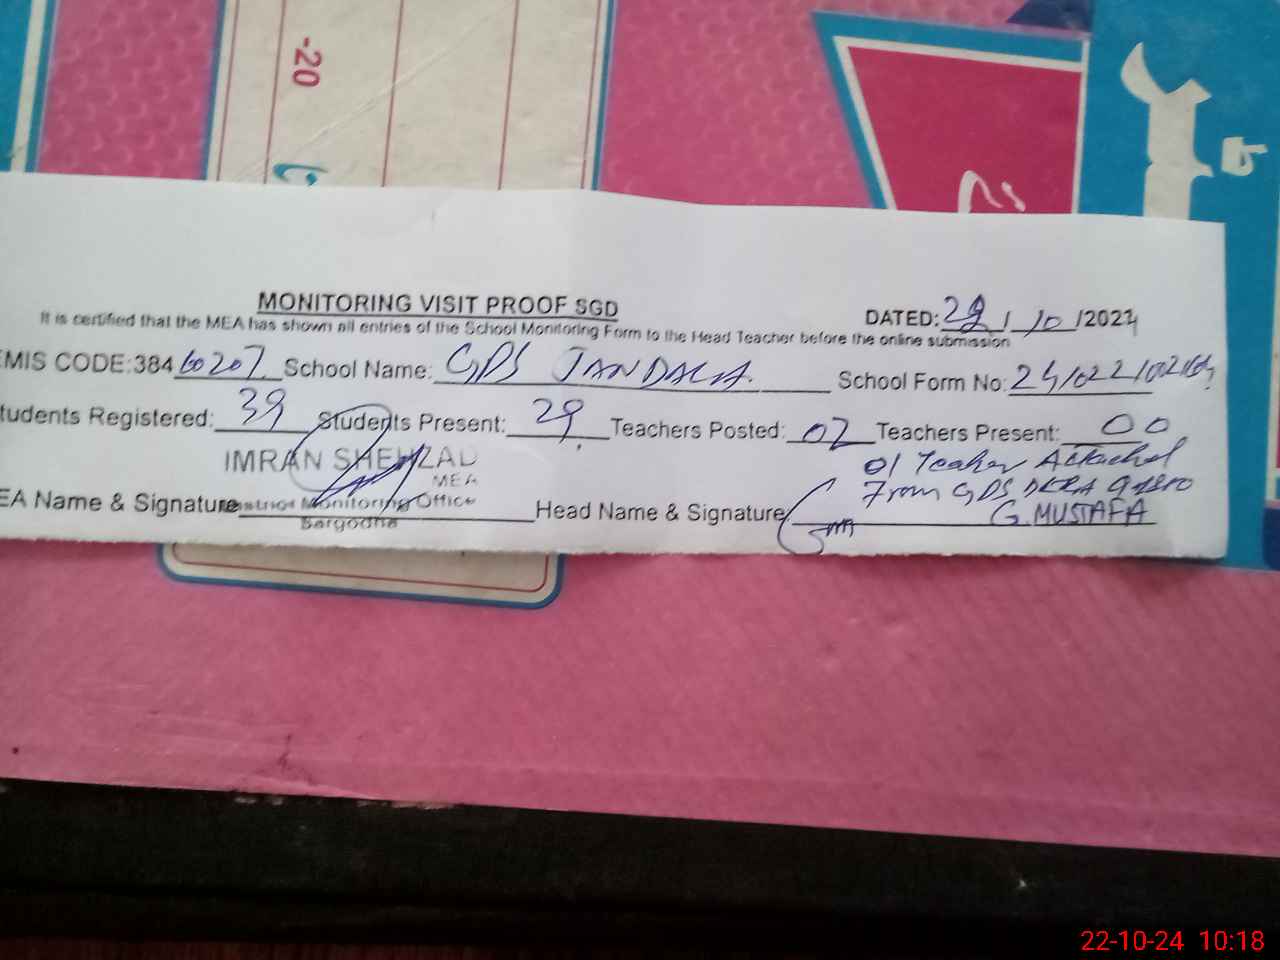 -20
MONITORING VISIT PROOF SGD
DATED: 22/10/2024
It is certified that the MEA has shown all entries of the School Monitoring Form to the Head Teacher before the online submission
EMIS CODE:384 60207 School Name: GPS JANDALA School Form No:
Students Registered: 39 Students Present: 29 Teachers Posted: 02 Teachers Present: 00
IMRAN SHEHZAD
MEA
01 Teacher Attached
From GPS DERA
MEA Name & Signature District Monitoring Office
Sargodha
Head Name & Signature G. MUSTAFA
22-10-24 10:18